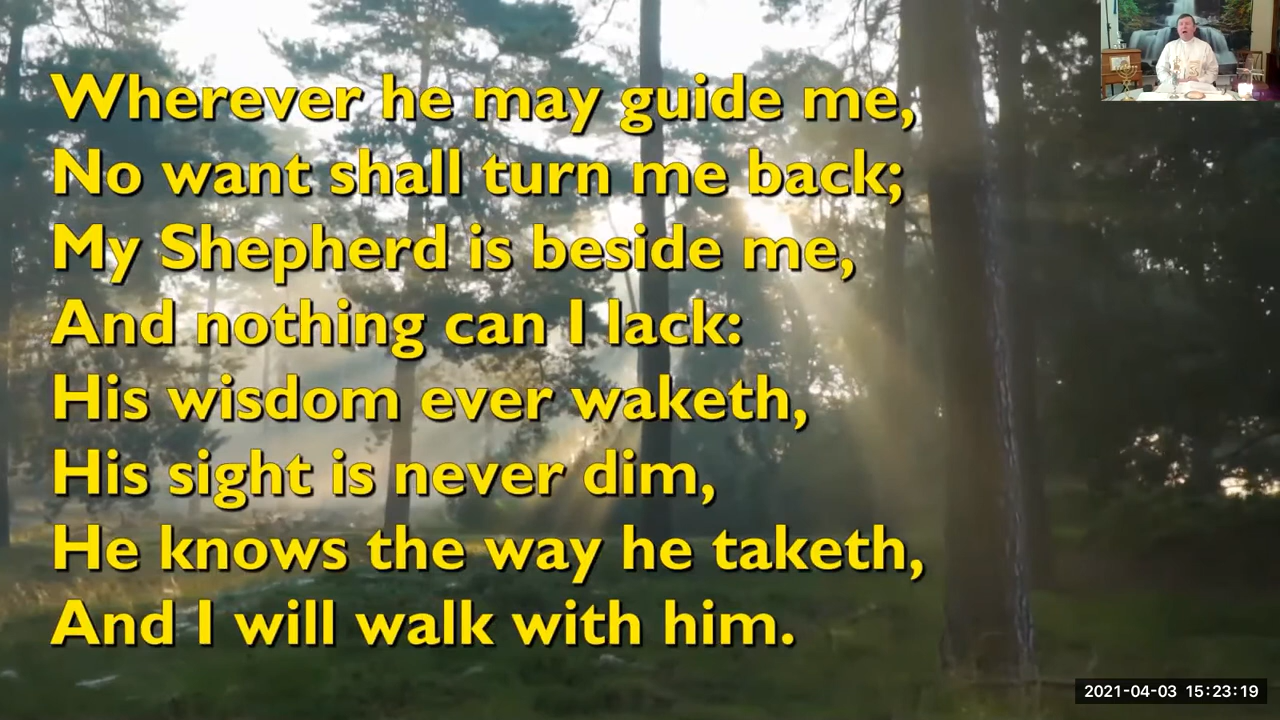 Wherever he may guide me,
No want shall turn me back;
My Shepherd is beside me,
And nothing can I lack:
His wisdom ever waketh,
His sight is never dim,
He knows the way he taketh,
And I will walk with him.
2021-04-03 15:23:19